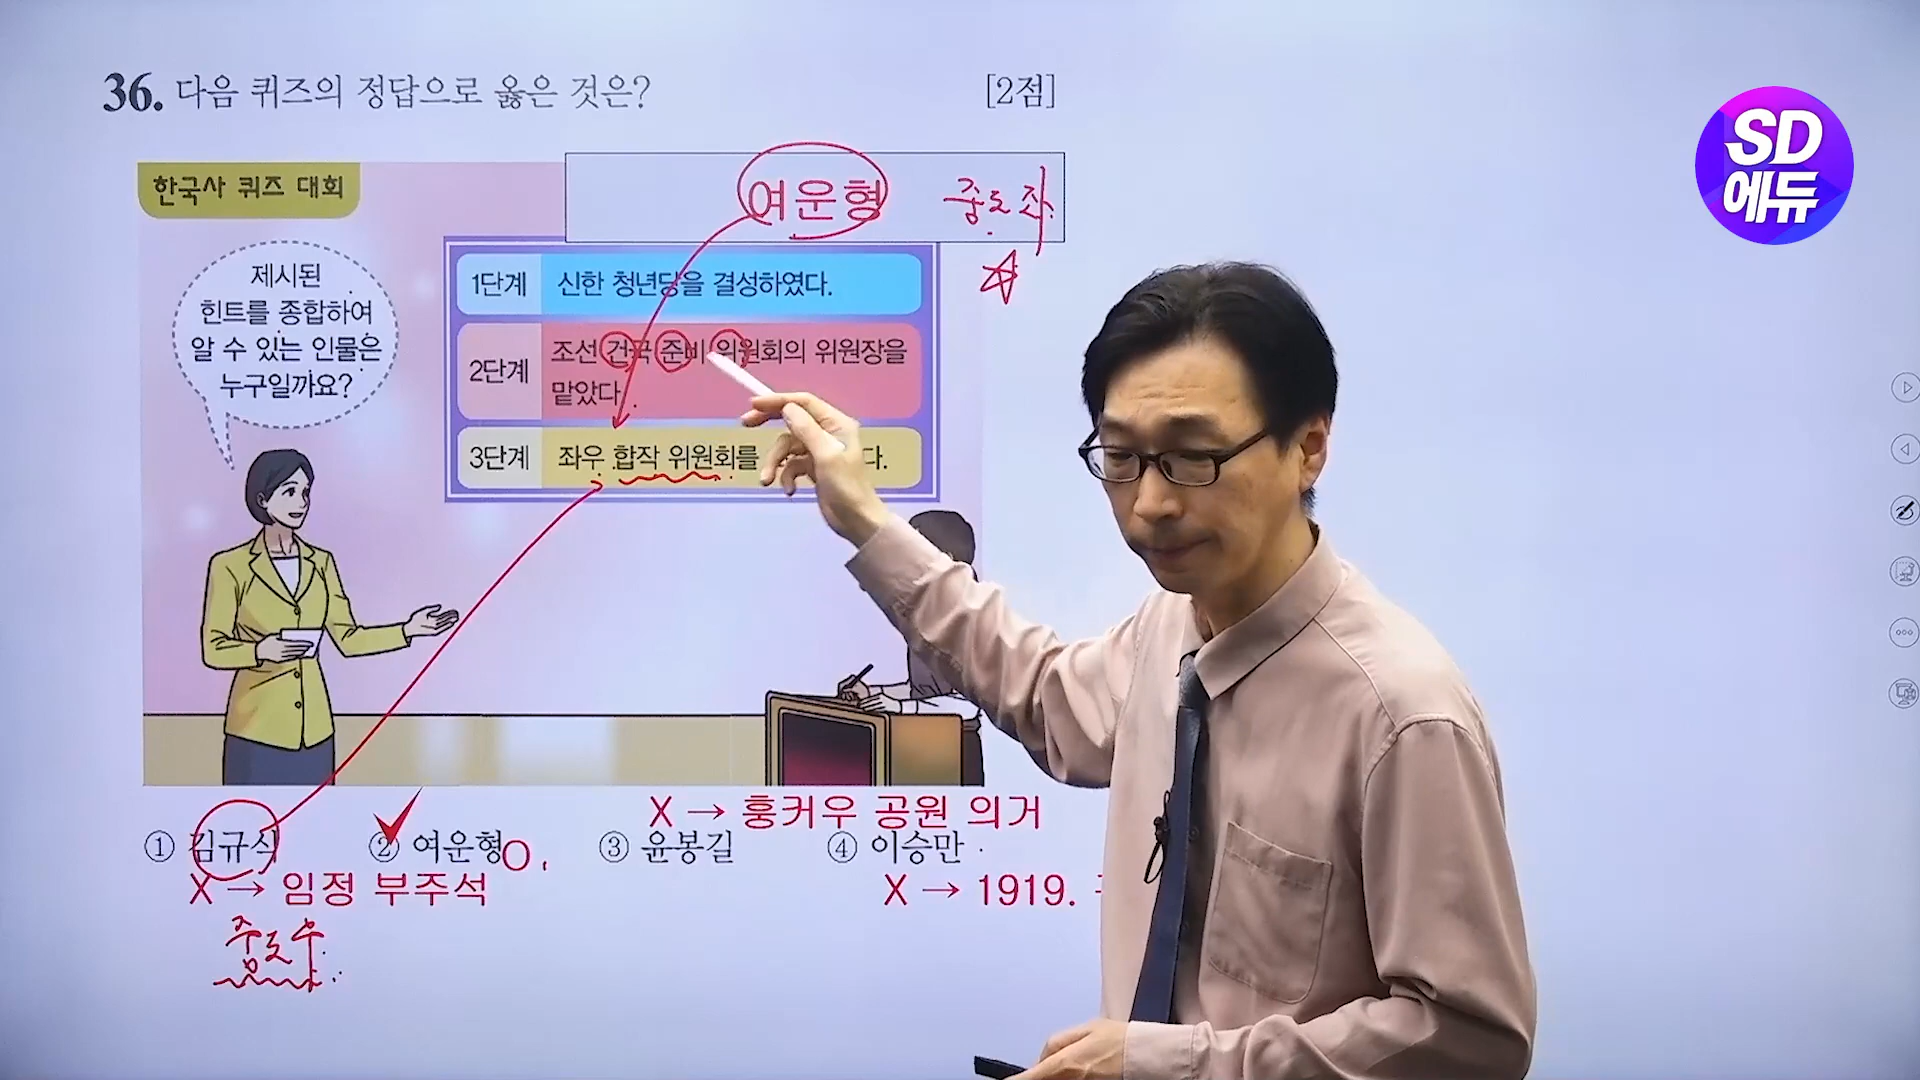 36. 다음 퀴즈의 정답으로 옳은 것은? [2점]
SD
에듀
한국사 퀴즈 대회
여운형 중도 좌
제시된
힌트를 종합하여
알 수 있는 인물은
누구일까요?
1단계 신한 청년당을 결성하였다.
2단계 조선 건국 준비 위원회의 위원장을
맡았다.
3단계 좌우 합작 위원회를 다.
X → 훙커우 공원 의거
① 김규식 ② 여운형 O ③ 윤봉길 ④ 이승만
X → 임정 부주석 X → 1919.
중도우